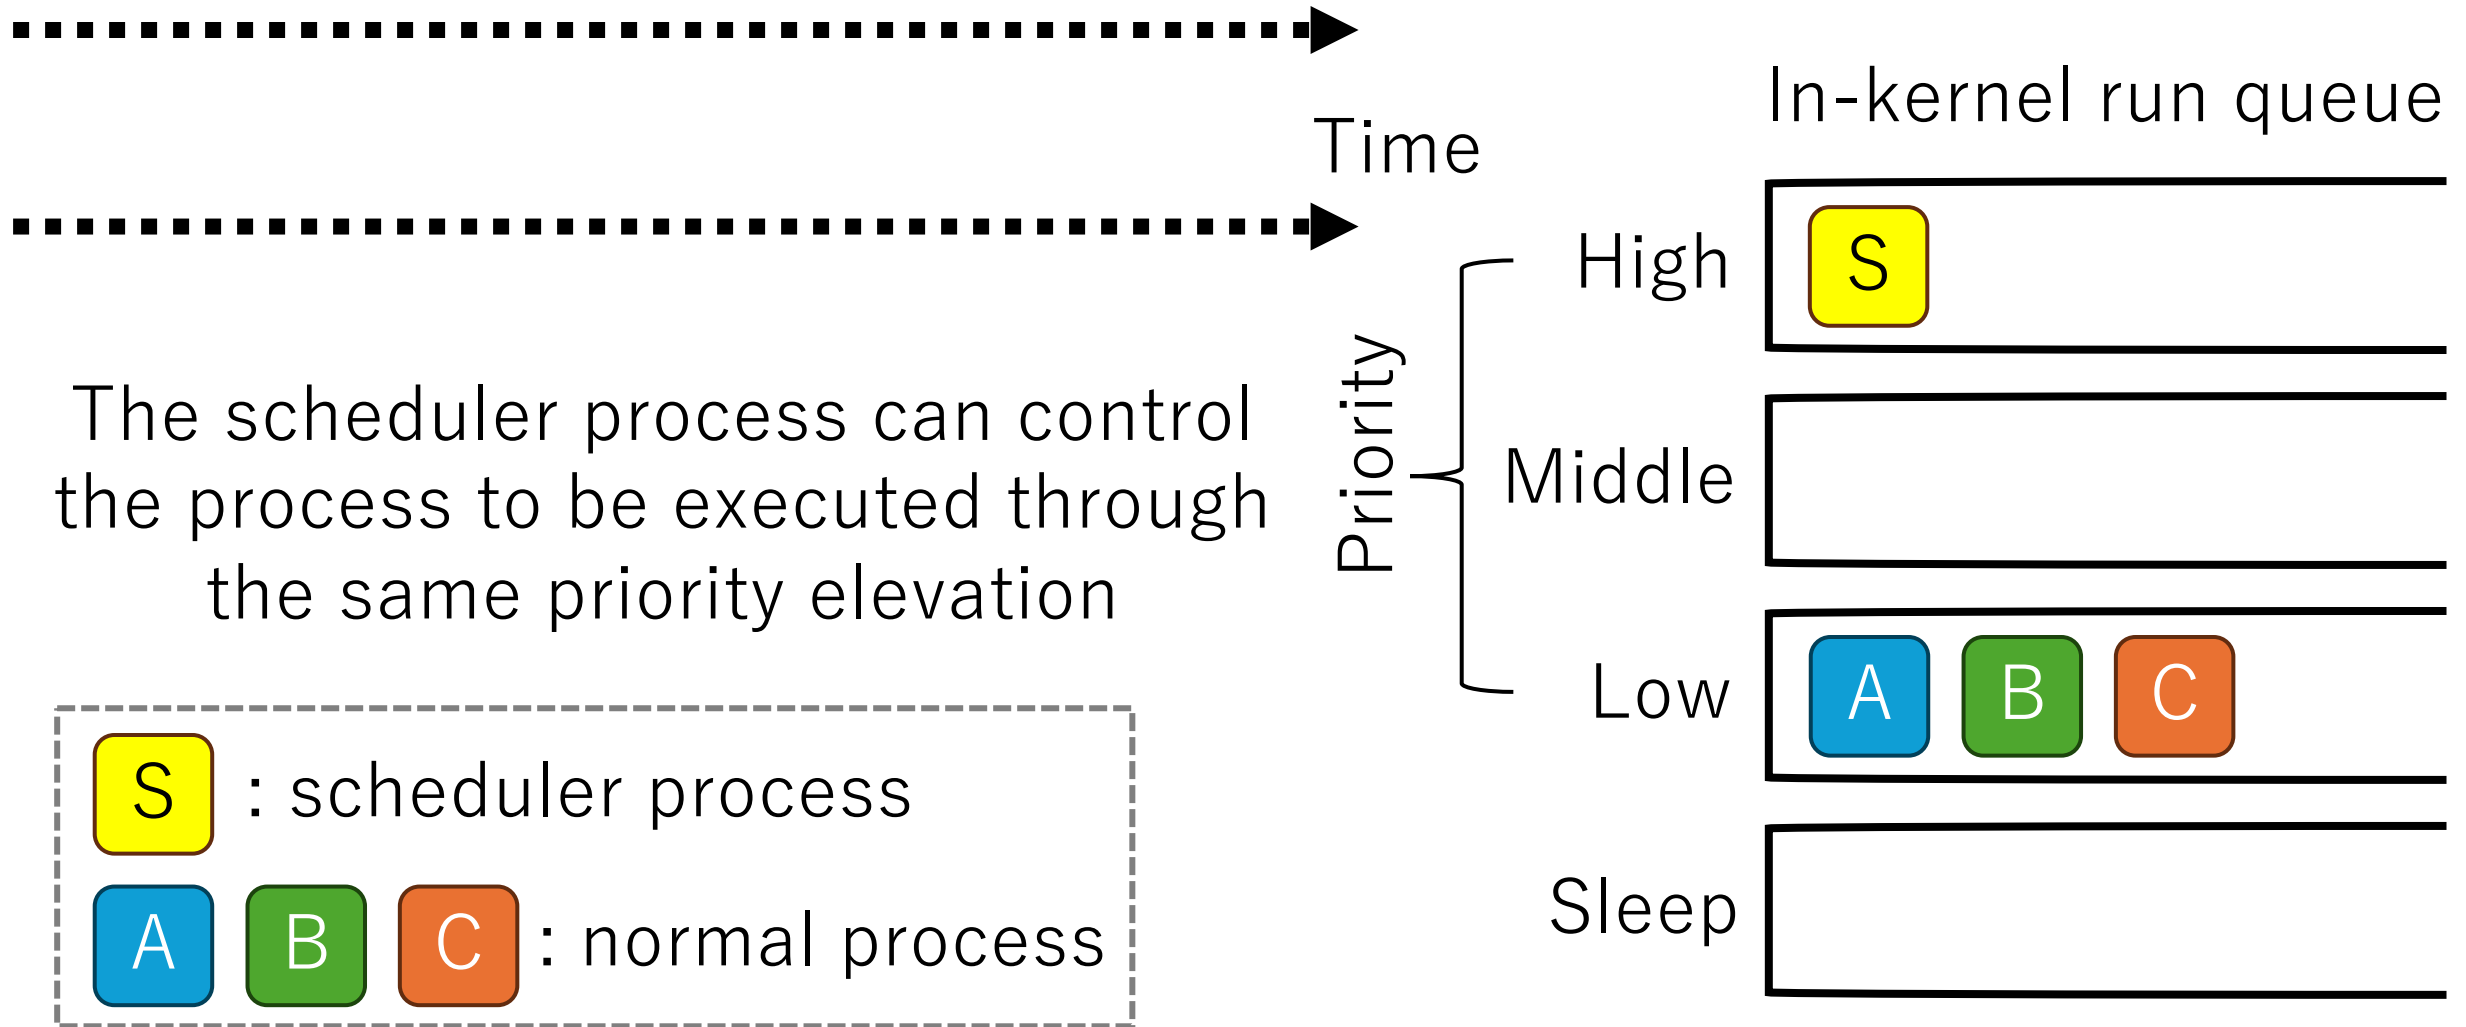 Time
In-kernel run queue
Priority
High
S
Middle
Low
A B C
Sleep
The scheduler process can control
the process to be executed through
the same priority elevation
S : scheduler process
A B C : normal process